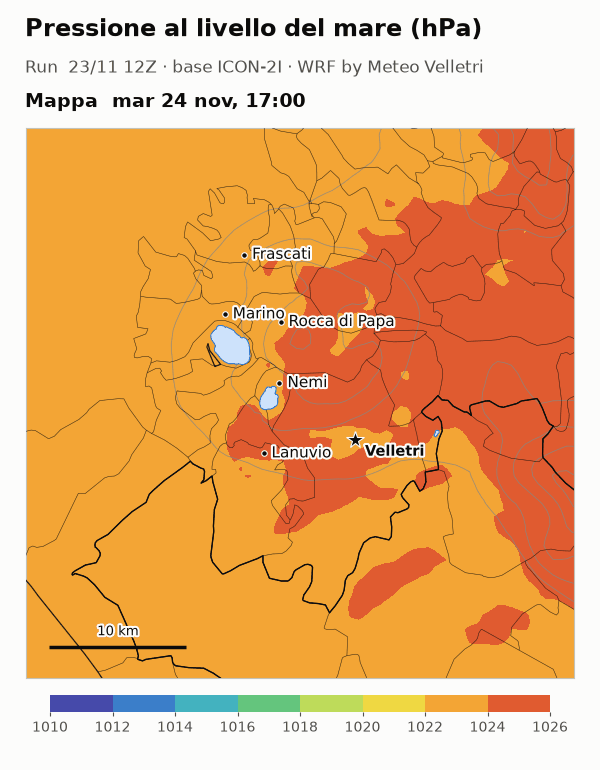 Pressione al livello del mare (hPa)
Run  23/11 12Z · base ICON-2I · WRF by Meteo Velletri
Mappa  mar 24 nov, 17:00
Frascati
Marino
Rocca di Papa
Nemi
Velletri
Lanuvio
10 km
1010 1012 1014 1016 1018 1020 1022 1024 1026